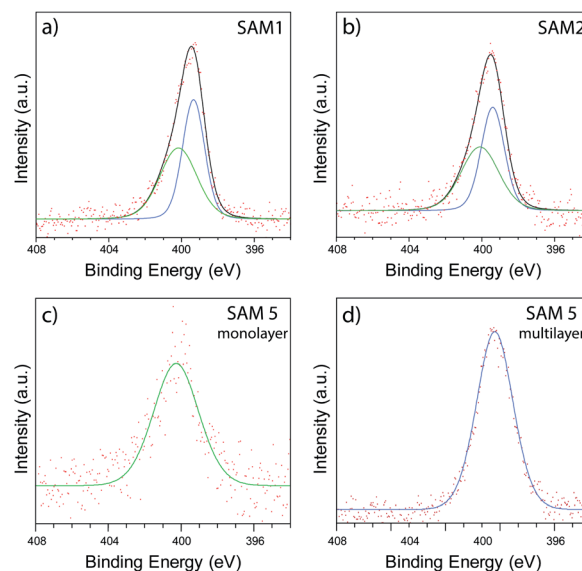 a) SAM1
Intensity (a.u.)
408 404 400 396
Binding Energy (eV)
b) SAM2
Intensity (a.u.)
408 404 400 396
Binding Energy (eV)
c) SAM 5
monolayer
Intensity (a.u.)
408 404 400 396
Binding Energy (eV)
d) SAM 5
multilayer
Intensity (a.u.)
408 404 400 396
Binding Energy (eV)